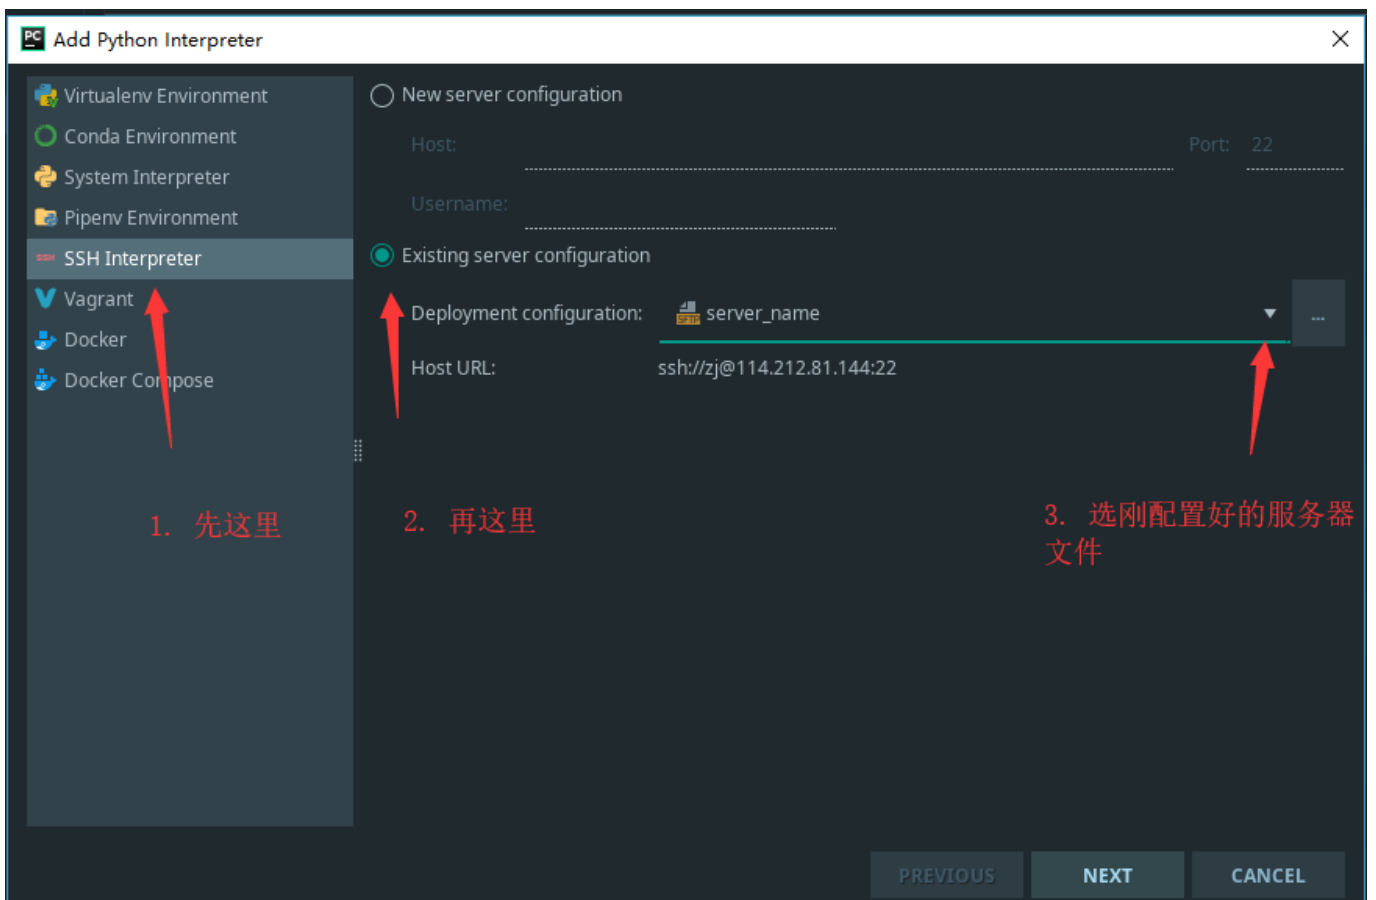 PC Add Python Interpreter
Virtualenv Environment
Conda Environment
System Interpreter
Pipenv Environment
SSH SSH Interpreter
Vagrant
Docker
Docker Compose
New server configuration
Host:
Port: 22
Username:
Existing server configuration
Deployment configuration: SFTP server_name ...
Host URL: ssh://zj@114.212.81.144:22
1. 先这里
2. 再这里
3. 选刚配置好的服务器
文件
PREVIOUS NEXT CANCEL